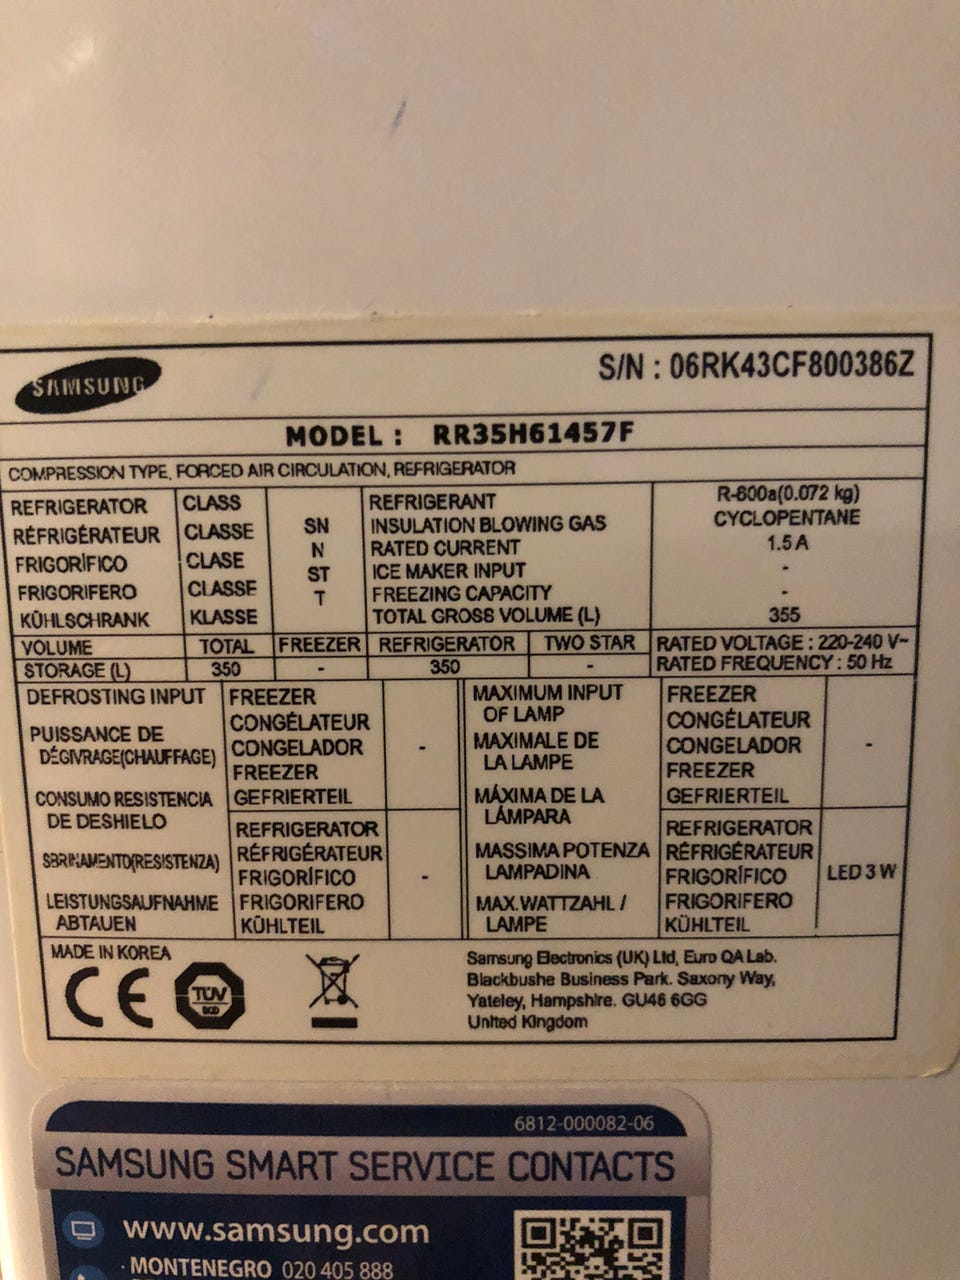 SAMSUNG
S/N : 06RK43CF800386Z
MODEL : RR35H61457F
COMPRESSION TYPE, FORCED AIR CIRCULATION, REFRIGERATOR
REFRIGERATOR CLASS
RÉFRIGÉRATEUR CLASSE
FRIGORÍFICO CLASE
FRIGORIFERO CLASSE
KÜHLSCHRANK KLASSE
SN
N
ST
T
REFRIGERANT R-600a(0.072 kg)
INSULATION BLOWING GAS CYCLOPENTANE
RATED CURRENT 1.5 A
ICE MAKER INPUT -
FREEZING CAPACITY -
TOTAL GROSS VOLUME (L) 355
VOLUME TOTAL FREEZER REFRIGERATOR TWO STAR RATED VOLTAGE : 220-240 V~
STORAGE (L) 350 - 350 - RATED FREQUENCY : 50 Hz
DEFROSTING INPUT
PUISSANCE DE
DÉGIVRAGE(CHAUFFAGE)
CONSUMO RESISTENCIA
DE DESHIELO
SBRINAMENTO(RESISTENZA)
LEISTUNGSAUFNAHME
ABTAUEN
FREEZER
CONGÉLATEUR
CONGELADOR -
FREEZER
GEFRIERTEIL
REFRIGERATOR
RÉFRIGÉRATEUR
FRIGORÍFICO -
FRIGORIFERO
KÜHLTEIL
MAXIMUM INPUT
OF LAMP
MAXIMALE DE
LA LAMPE
MÁXIMA DE LA
LÁMPARA
MASSIMA POTENZA
LAMPADINA
MAX.WATTZAHL /
LAMPE
FREEZER
CONGÉLATEUR
CONGELADOR -
FREEZER
GEFRIERTEIL
REFRIGERATOR
RÉFRIGÉRATEUR
FRIGORÍFICO LED 3 W
FRIGORIFERO
KÜHLTEIL
MADE IN KOREA
CE
TÜV
Samsung Electronics (UK) Ltd, Euro QA Lab.
Blackbushe Business Park. Saxony Way,
Yateley, Hampshire. GU46 6GG
United Kingdom
6812-000082-06
SAMSUNG SMART SERVICE CONTACTS
www.samsung.com
· MONTENEGRO 020 405 888